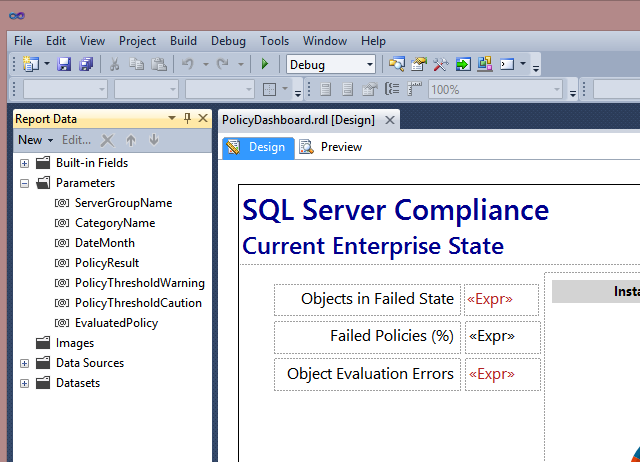 File Edit View Project Build Debug Tools Window Help
Debug
100%
Report Data
PolicyDashboard.rdl [Design]
New Edit...
Design Preview
Built-in Fields
Parameters
ServerGroupName
CategoryName
DateMonth
PolicyResult
PolicyThresholdWarning
PolicyThresholdCaution
EvaluatedPolicy
Images
Data Sources
Datasets
SQL Server Compliance
Current Enterprise State
Objects in Failed State «Expr»
Failed Policies (%) «Expr»
Object Evaluation Errors «Expr»
Insta